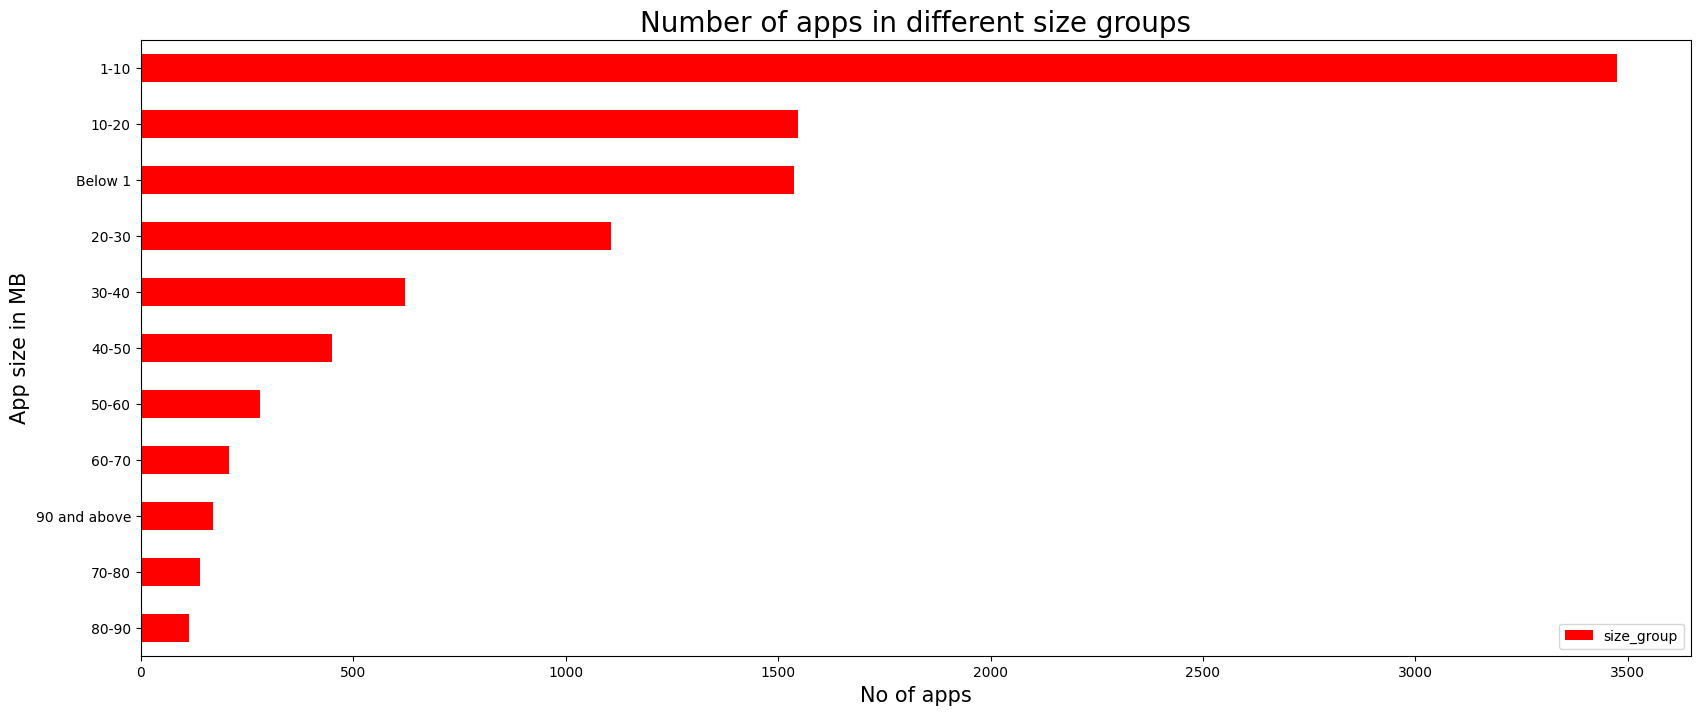 Number of apps in different size groups
App size in MB
1-10
10-20
Below 1
20-30
30-40
40-50
50-60
60-70
90 and above
70-80
80-90
size_group
0 500 1000 1500 2000 2500 3000 3500
No of apps